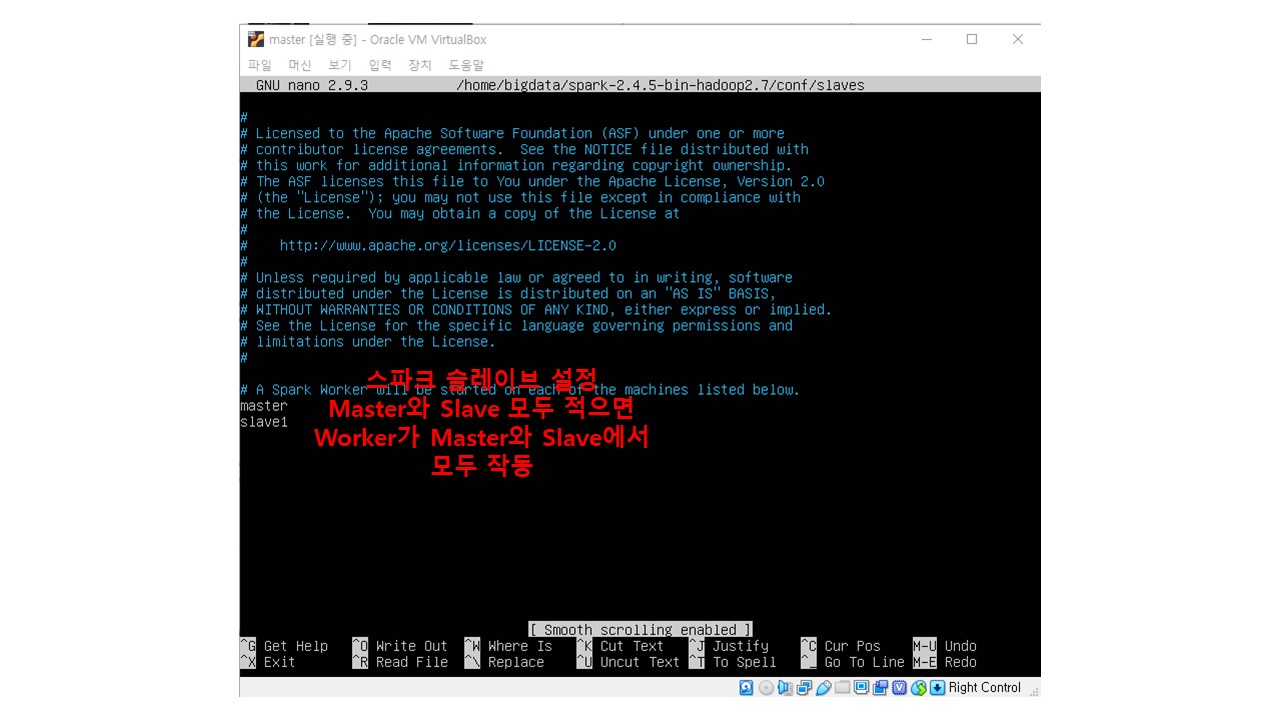 master [실행 중] - Oracle VM VirtualBox
파일 머신 보기 입력 장치 도움말
GNU nano 2.9.3 /home/bigdata/spark-2.4.5-bin-hadoop2.7/conf/slaves
#
# Licensed to the Apache Software Foundation (ASF) under one or more
# contributor license agreements.  See the NOTICE file distributed with
# this work for additional information regarding copyright ownership.
# The ASF licenses this file to You under the Apache License, Version 2.0
# (the "License"); you may not use this file except in compliance with
# the License.  You may obtain a copy of the License at
#
#    http://www.apache.org/licenses/LICENSE-2.0
#
# Unless required by applicable law or agreed to in writing, software
# distributed under the License is distributed on an "AS IS" BASIS,
# WITHOUT WARRANTIES OR CONDITIONS OF ANY KIND, either express or implied.
# See the License for the specific language governing permissions and
# limitations under the License.
#
스파크 슬레이브 설정
# A Spark Worker will be started on each of the machines listed below.
master
slave1
Master와 Slave 모두 적으면
Worker가 Master와 Slave에서
모두 작동
[ Smooth scrolling enabled ]
^G Get Help ^O Write Out ^W Where Is ^K Cut Text ^J Justify ^C Cur Pos M-U Undo
^X Exit ^R Read File ^\ Replace ^U Uncut Text ^T To Spell ^_ Go To Line M-E Redo
Right Control